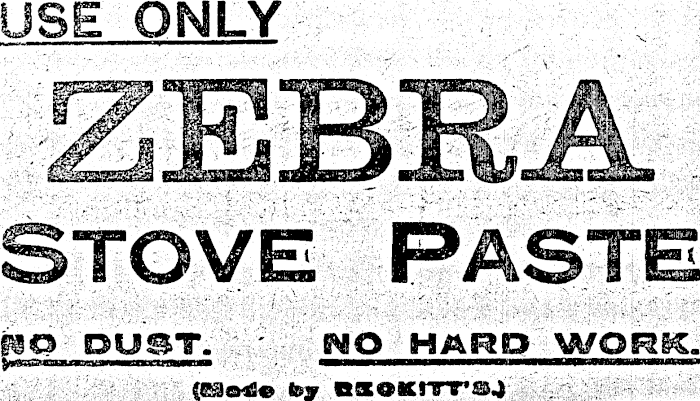 USE ONLY
ZEBRA
STOVE PASTE
NO DUST. NO HARD WORK.
(Made by RECKITT'S.)